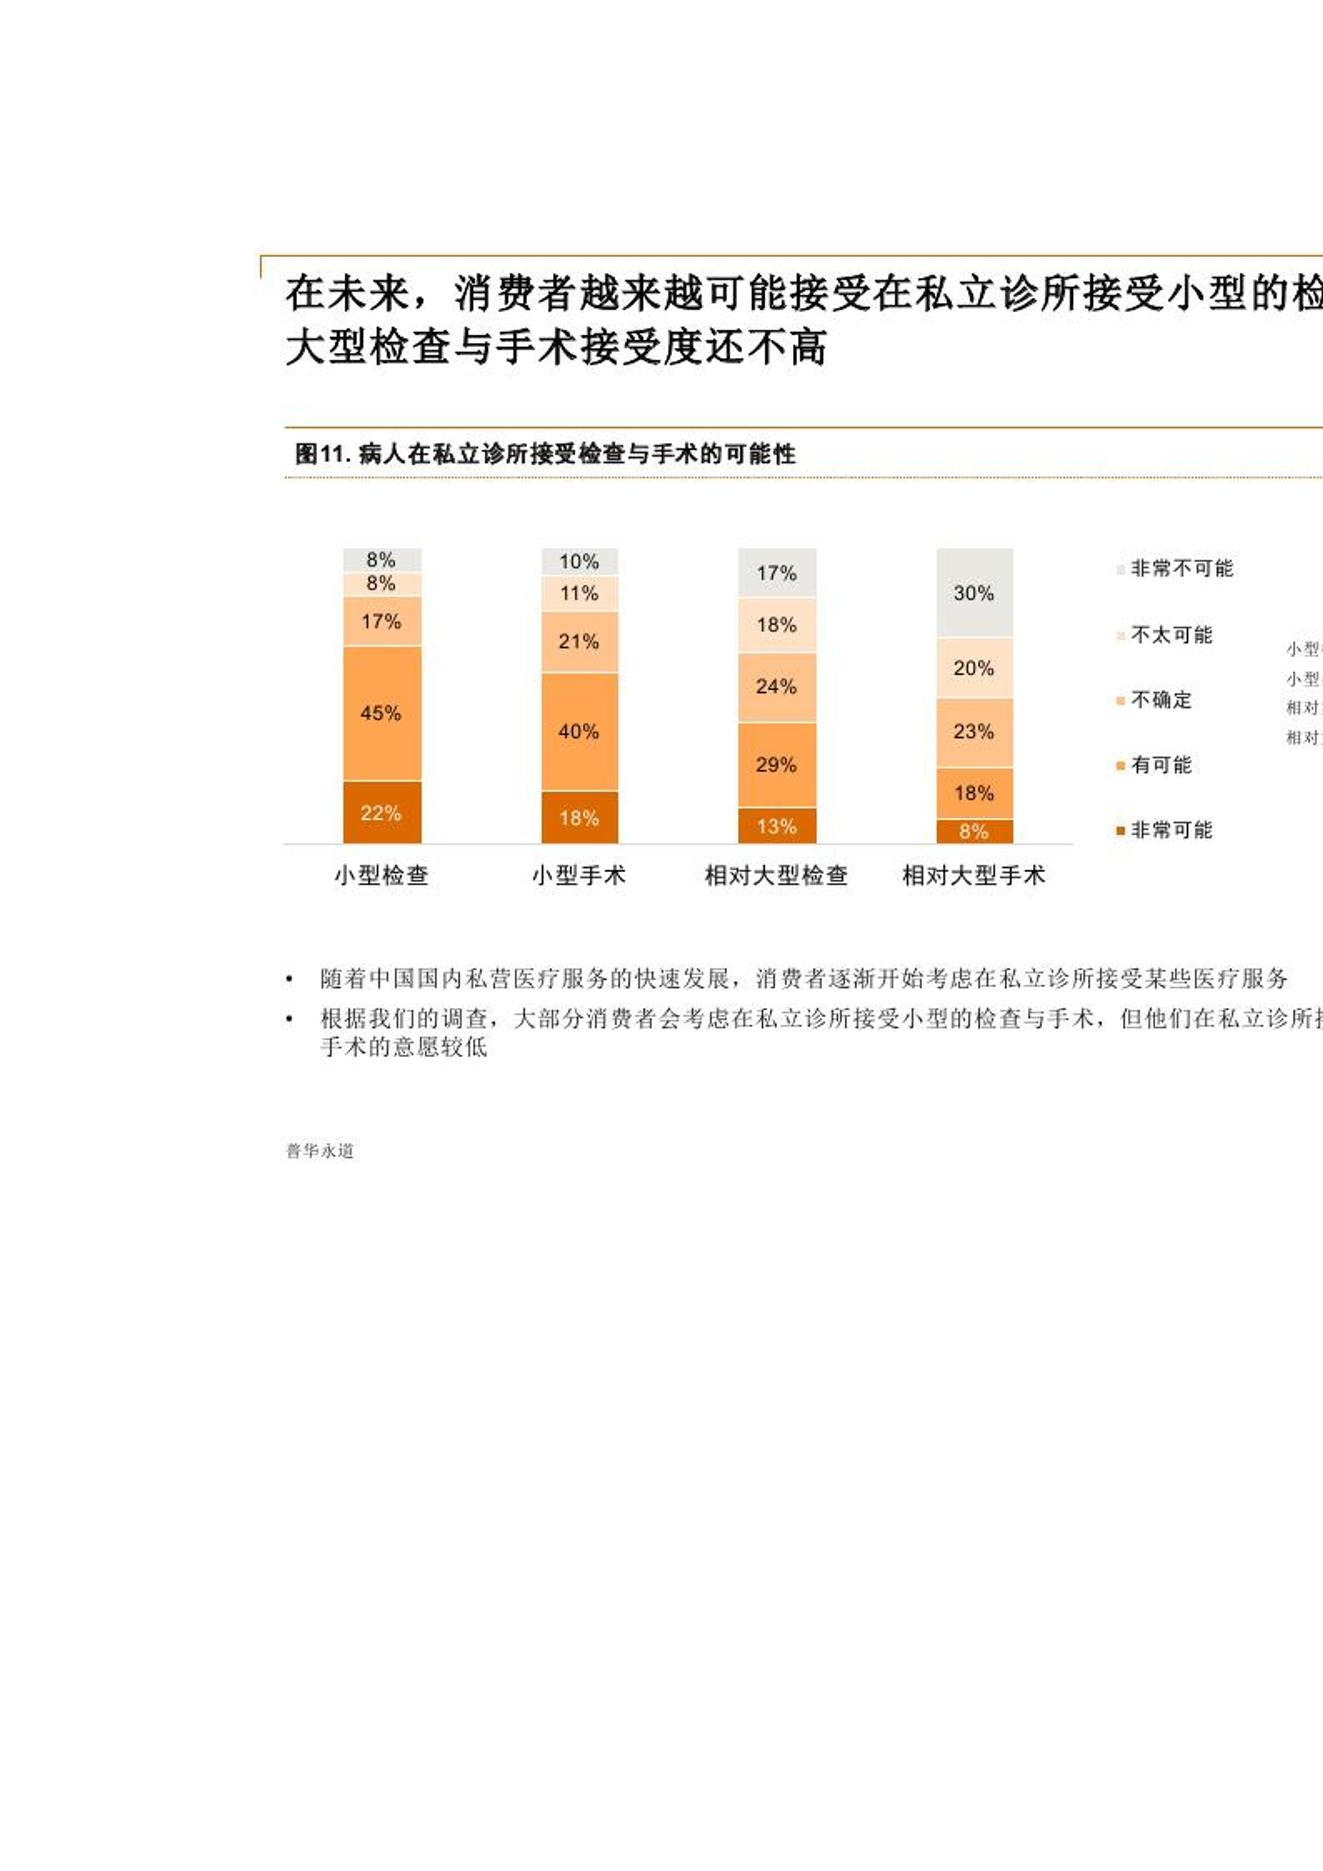 在未来，消费者越来越可能接受在私立诊所接受小型的检
大型检查与手术接受度还不高
图11. 病人在私立诊所接受检查与手术的可能性
8% 10% 17% 30%
8% 11% 18% 20%
17% 21% 24% 23%
45% 40% 29% 18%
22% 18% 13% 8%
小型检查 小型手术 相对大型检查 相对大型手术
非常不可能
不太可能
不确定
有可能
非常可能
小型
小型
相对
相对
• 随着中国国内私营医疗服务的快速发展，消费者逐渐开始考虑在私立诊所接受某些医疗服务
• 根据我们的调查，大部分消费者会考虑在私立诊所接受小型的检查与手术，但他们在私立诊所接
手术的意愿较低
普华永道